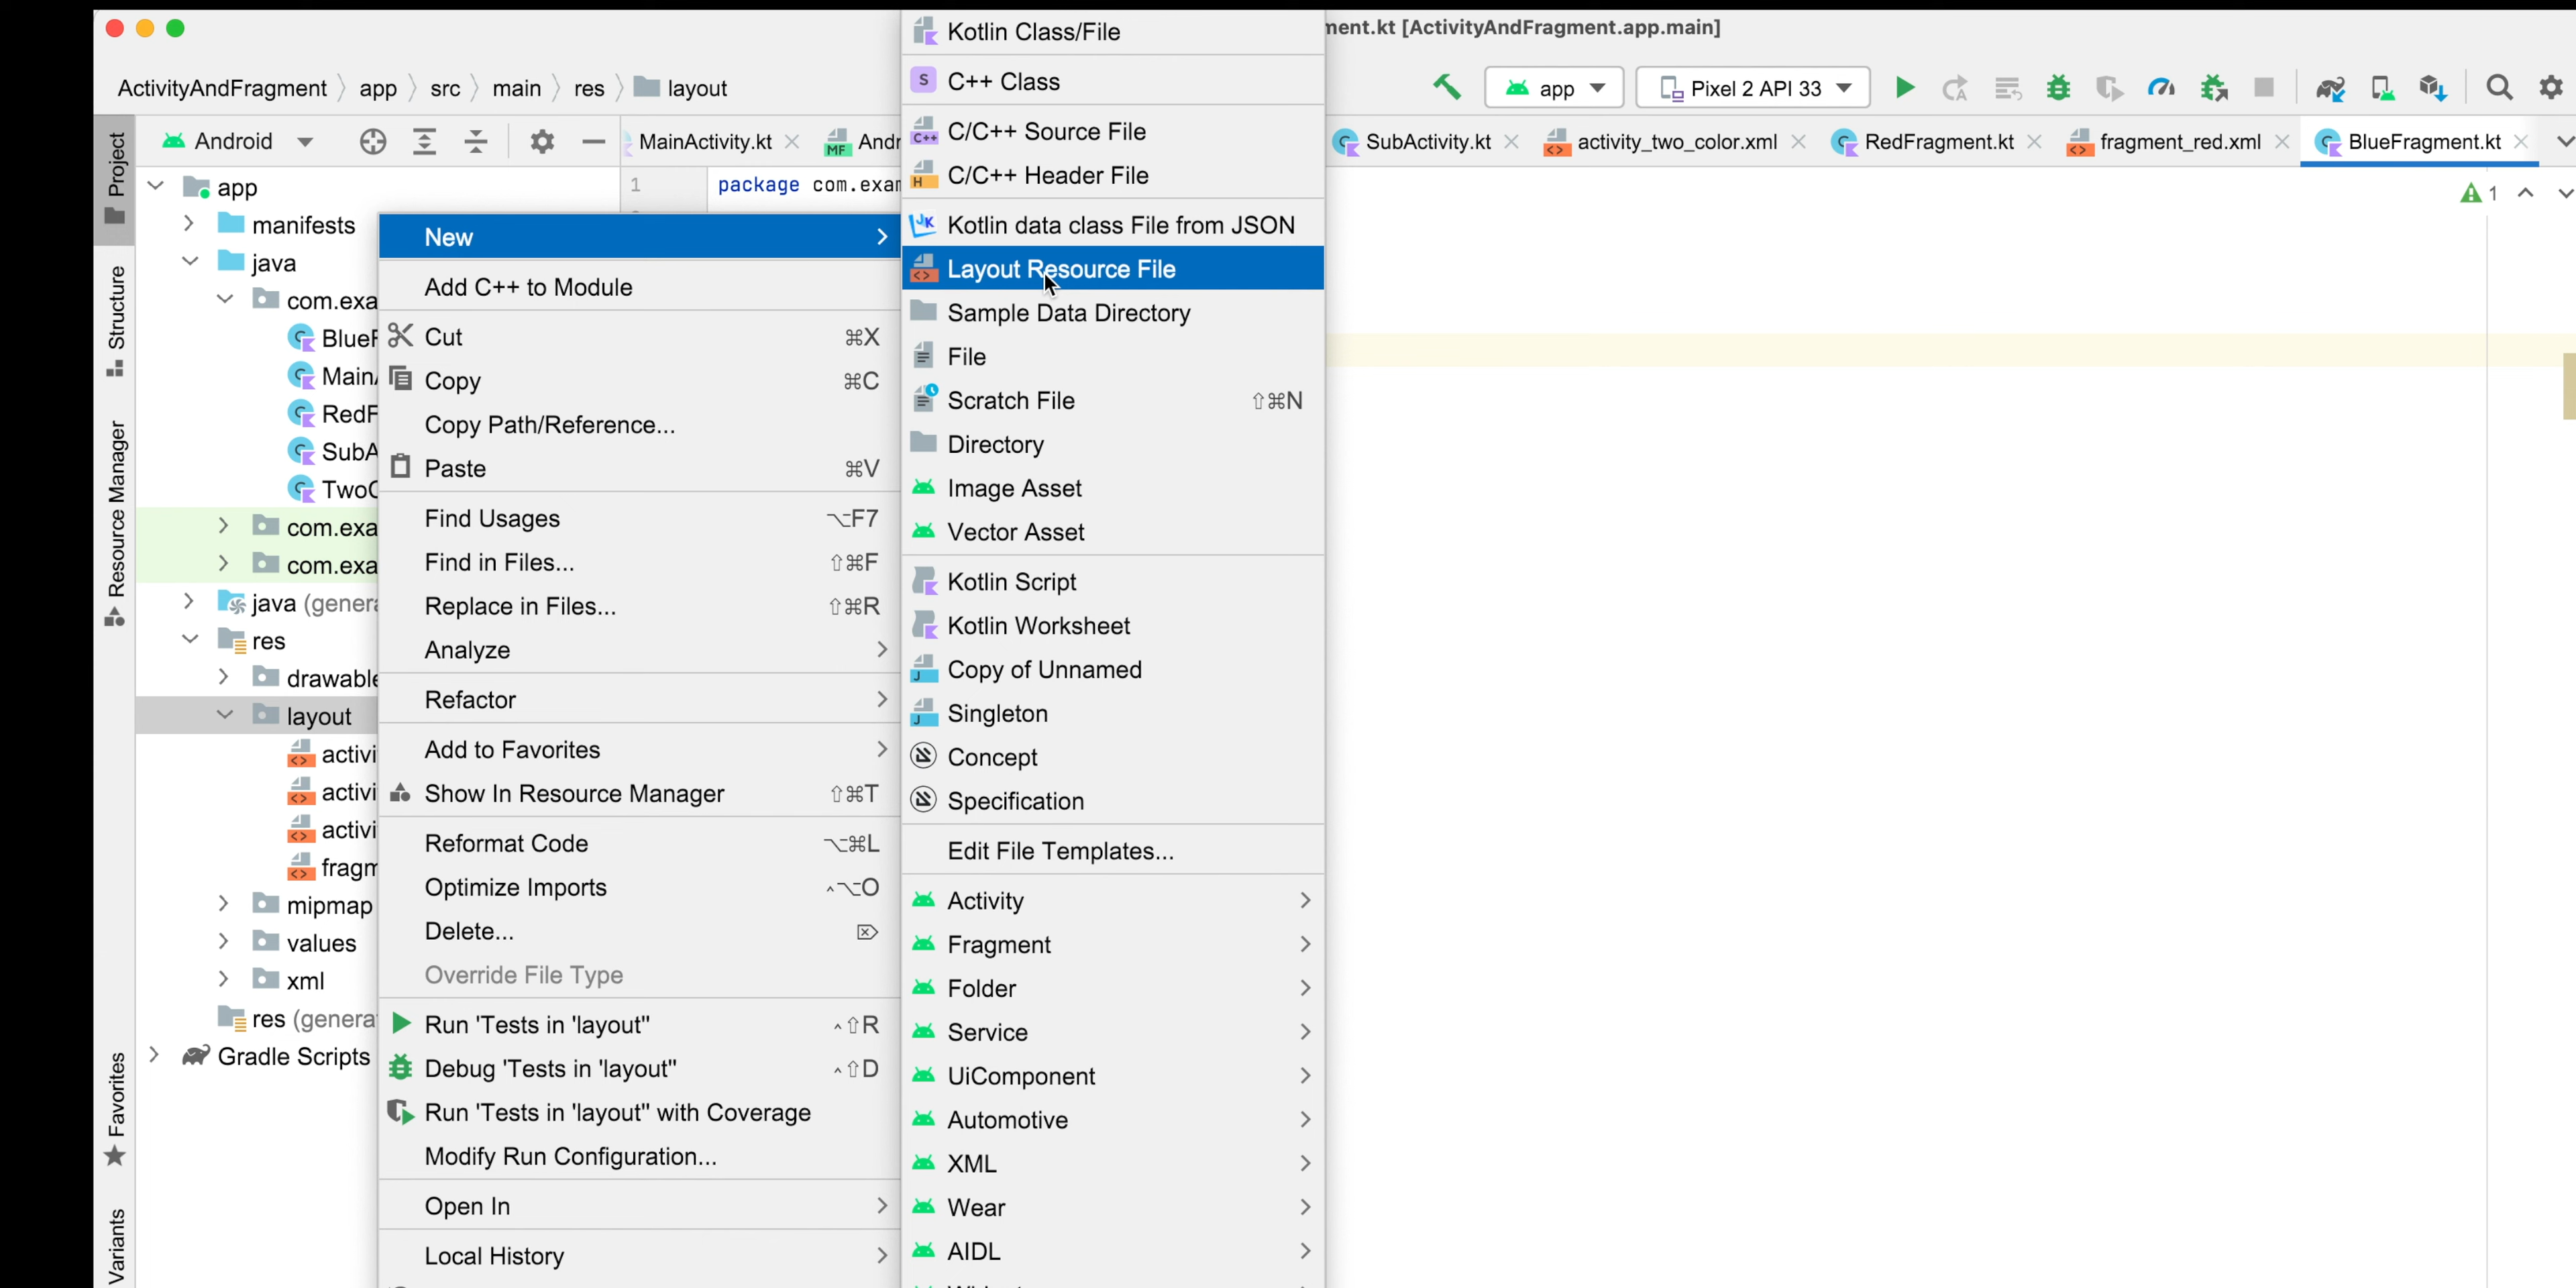 ment.kt [ActivityAndFragment.app.main]
ActivityAndFragment
app
src
main
res
layout
app
Pixel 2 API 33
Project
Structure
Resource Manager
Favorites
Variants
Android
MainActivity.kt
SubActivity.kt
activity_two_color.xml
RedFragment.kt
fragment_red.xml
BlueFragment.kt
1
package com.exam
1
app
manifests
java
com.exa
BlueF
MainA
RedF
SubA
TwoC
com.exa
com.exa
java (genera
res
drawable
layout
activi
activi
activi
fragm
mipmap
values
xml
res (generat
Gradle Scripts
New
Add C++ to Module
Cut ⌘X
Copy ⌘C
Copy Path/Reference...
Paste ⌘V
Find Usages ⌥F7
Find in Files... ⇧⌘F
Replace in Files... ⇧⌘R
Analyze
Refactor
Add to Favorites
Show In Resource Manager ⇧⌘T
Reformat Code ⌥⌘L
Optimize Imports ^⌥O
Delete... ⌦
Override File Type
Run 'Tests in 'layout'' ^⇧R
Debug 'Tests in 'layout'' ^⇧D
Run 'Tests in 'layout'' with Coverage
Modify Run Configuration...
Open In
Local History
Kotlin Class/File
C++ Class
C/C++ Source File
C/C++ Header File
Kotlin data class File from JSON
Layout Resource File
Sample Data Directory
File
Scratch File ⇧⌘N
Directory
Image Asset
Vector Asset
Kotlin Script
Kotlin Worksheet
Copy of Unnamed
Singleton
Concept
Specification
Edit File Templates...
Activity
Fragment
Folder
Service
UiComponent
Automotive
XML
Wear
AIDL